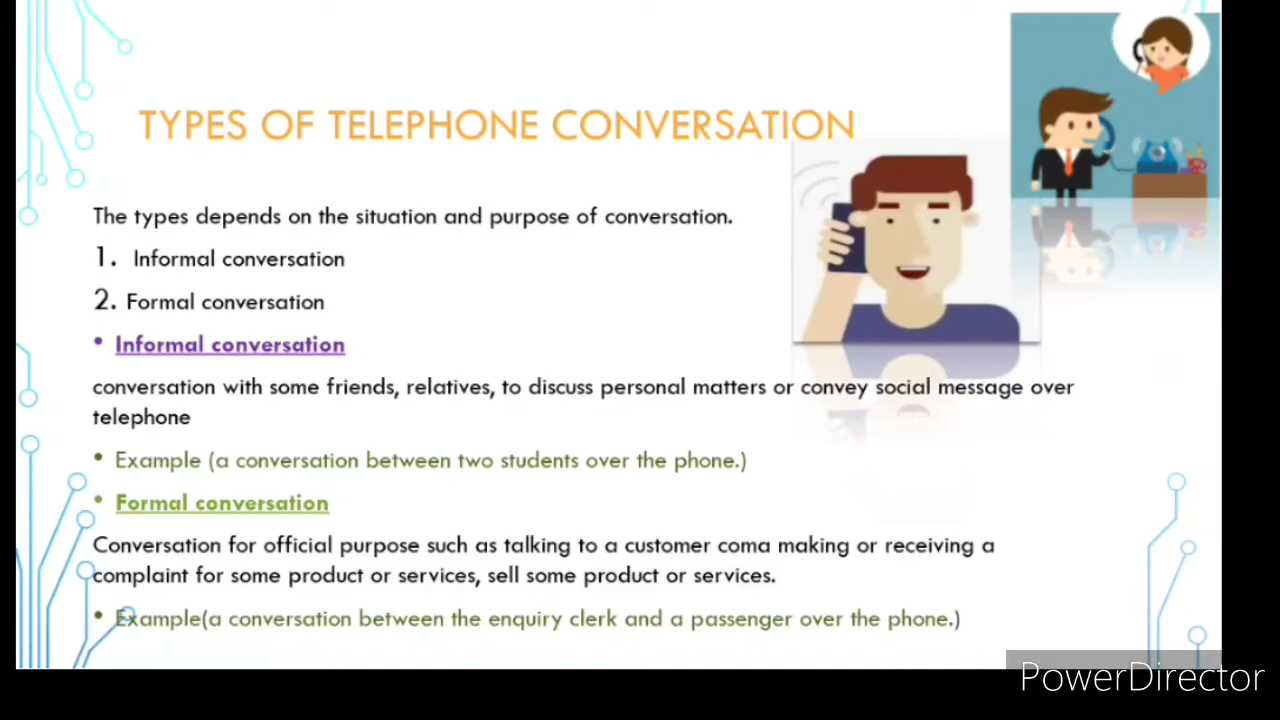 TYPES OF TELEPHONE CONVERSATION
The types depends on the situation and purpose of conversation.
1. Informal conversation
2. Formal conversation
• Informal conversation
conversation with some friends, relatives, to discuss personal matters or convey social message over
telephone
• Example (a conversation between two students over the phone.)
• Formal conversation
Conversation for official purpose such as talking to a customer coma making or receiving a
complaint for some product or services, sell some product or services.
• Example(a conversation between the enquiry clerk and a passenger over the phone.)
PowerDirector